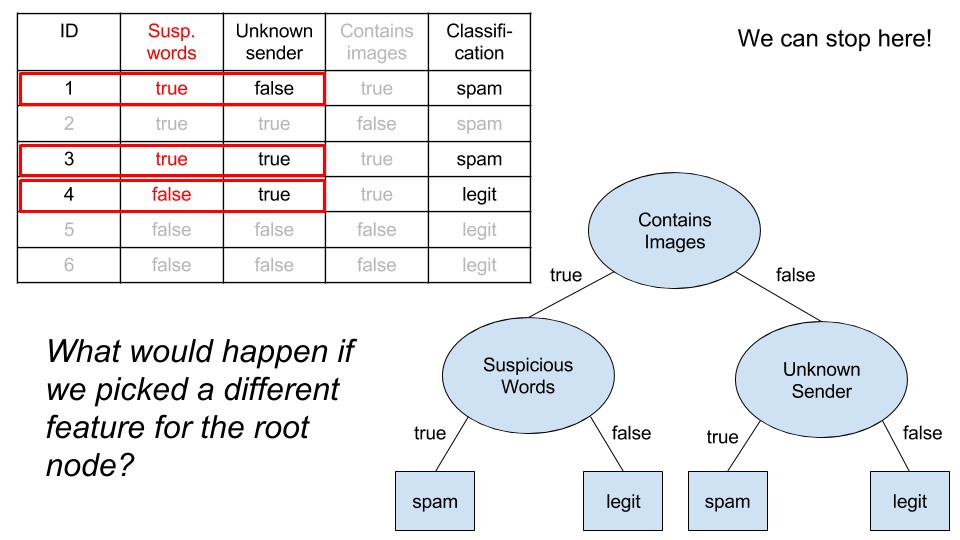 ID Susp. words Unknown sender Contains images Classifi-cation
1 true false true spam
2 true true false spam
3 true true true spam
4 false true true legit
5 false false false legit
6 false false false legit
We can stop here!
What would happen if
we picked a different
feature for the root
node?
Contains
Images
true false
Suspicious
Words
Unknown
Sender
true false true false
spam legit spam legit